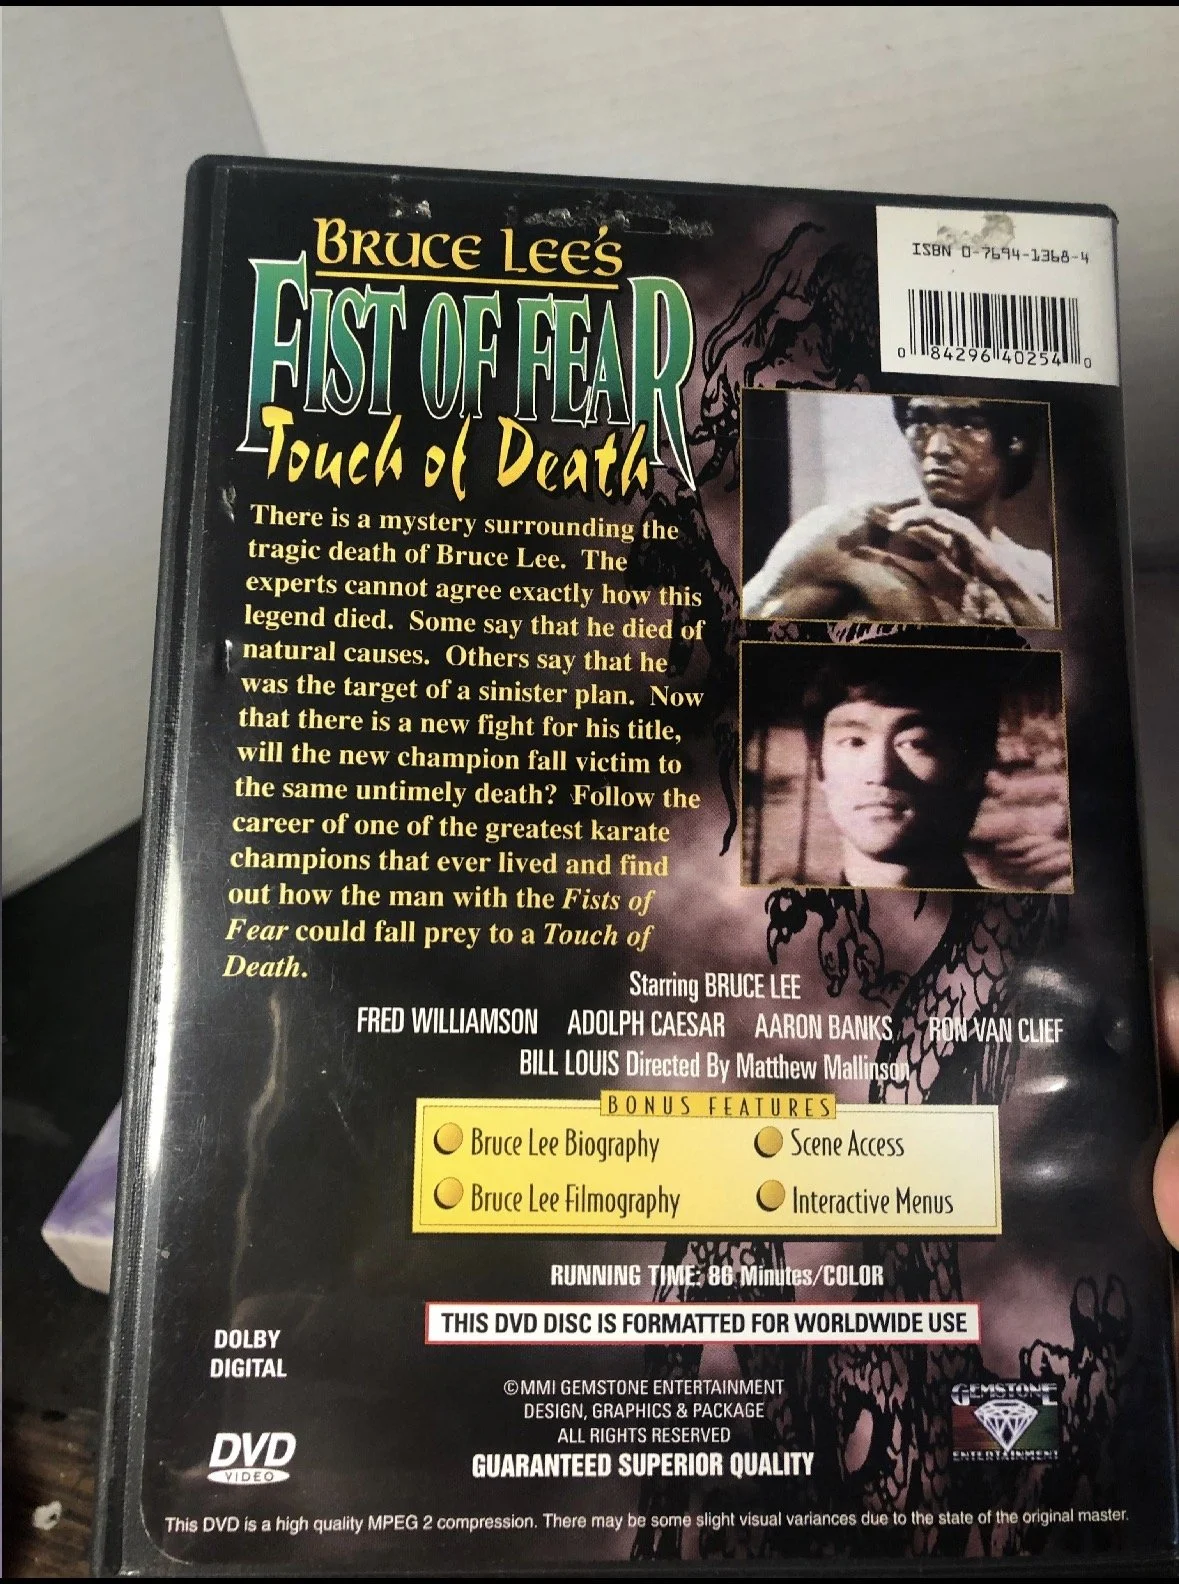 BRUCE LEE'S
FIST OF FEAR
Touch of Death
ISBN 0-7694-1368-4
0 84296 40254 0
There is a mystery surrounding the
tragic death of Bruce Lee. The
experts cannot agree exactly how this
legend died. Some say that he died of
natural causes. Others say that he
was the target of a sinister plan. Now
that there is a new fight for his title,
will the new champion fall victim to
the same untimely death? Follow the
career of one of the greatest karate
champions that ever lived and find
out how the man with the Fists of
Fear could fall prey to a Touch of
Death.
Starring BRUCE LEE
FRED WILLIAMSON ADOLPH CAESAR AARON BANKS RON VAN CLIEF
BILL LOUIS Directed By Matthew Mallinson
BONUS FEATURES
Bruce Lee Biography Scene Access
Bruce Lee Filmography Interactive Menus
RUNNING TIME: 86 Minutes/COLOR
THIS DVD DISC IS FORMATTED FOR WORLDWIDE USE
DOLBY
DIGITAL
©MMI GEMSTONE ENTERTAINMENT
DESIGN, GRAPHICS & PACKAGE
ALL RIGHTS RESERVED
GUARANTEED SUPERIOR QUALITY
DVD
VIDEO
GEMSTONE
ENTERTAINMENT
This DVD is a high quality MPEG 2 compression. There may be some slight visual variances due to the state of the original master.